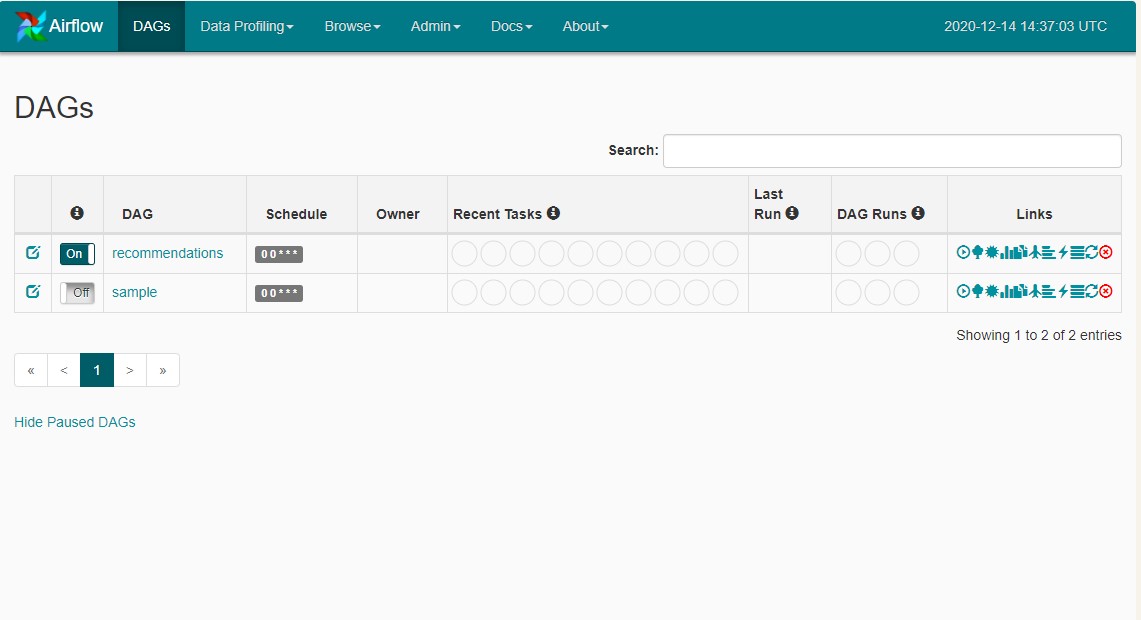 Airflow DAGs Data Profiling Browse Admin Docs About 2020-12-14 14:37:03 UTC
DAGs
Search:
DAG Schedule Owner Recent Tasks Last Run DAG Runs Links
On recommendations 0 0 * * *
Off sample 0 0 * * *
Showing 1 to 2 of 2 entries
« < 1 > »
Hide Paused DAGs